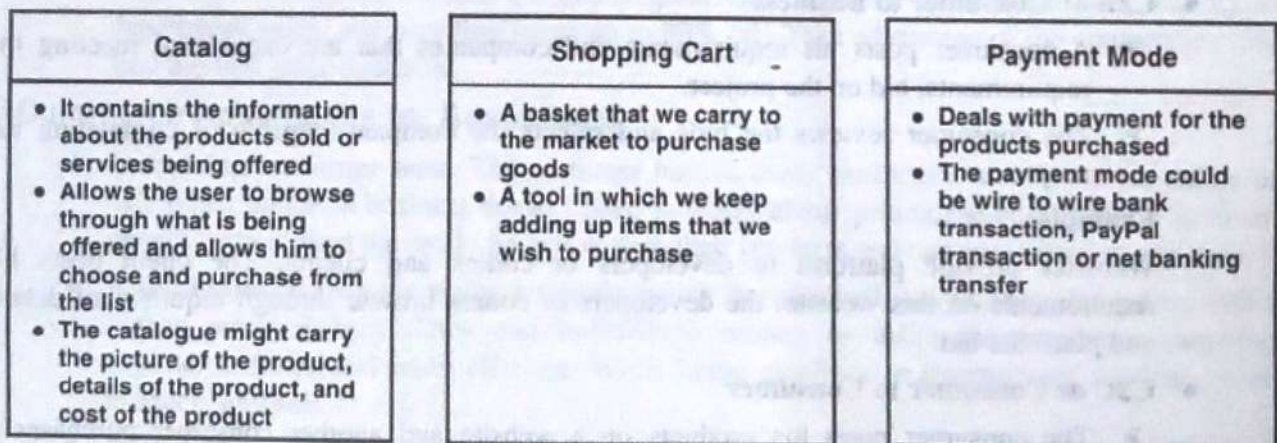 Catalog
• It contains the information
about the products sold or
services being offered
• Allows the user to browse
through what is being
offered and allows him to
choose and purchase from
the list
• The catalogue might carry
the picture of the product,
details of the product, and
cost of the product
Shopping Cart
• A basket that we carry to
the market to purchase
goods
• A tool in which we keep
adding up items that we
wish to purchase
Payment Mode
• Deals with payment for the
products purchased
• The payment mode could
be wire to wire bank
transaction, PayPal
transaction or net banking
transfer